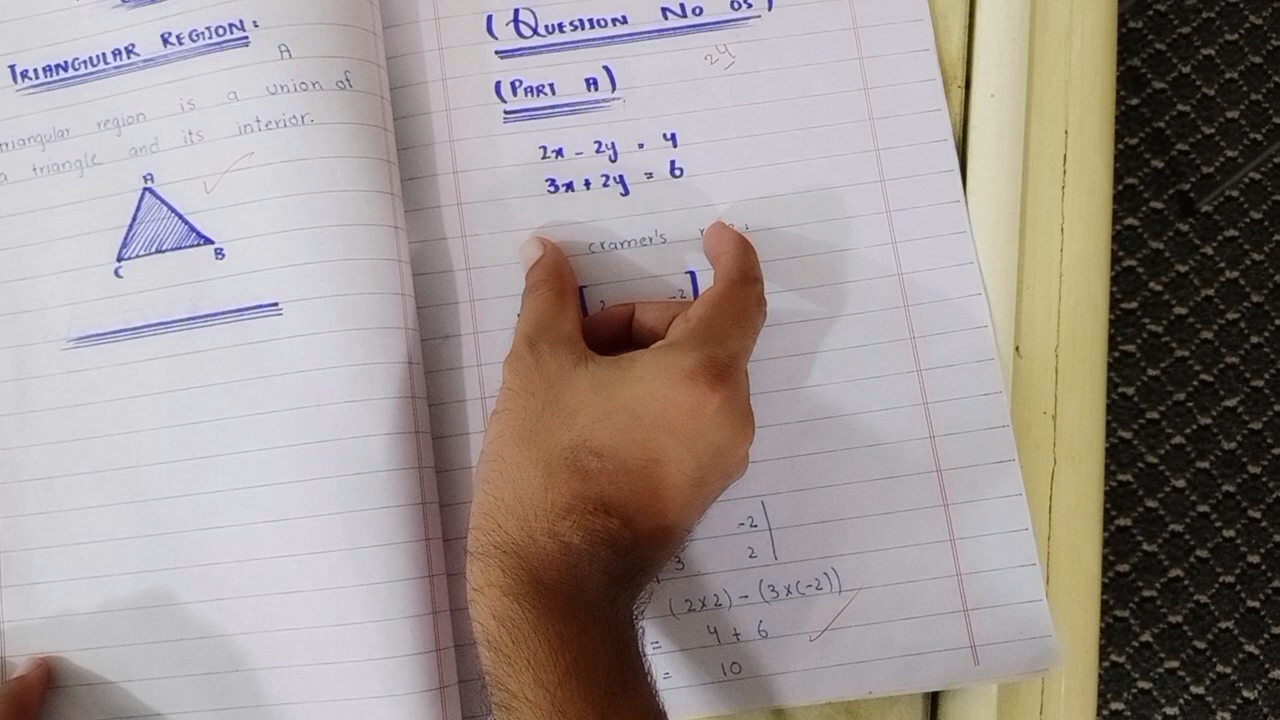 TRIANGULAR REGION:
A
triangular region is a union of
a triangle and its interior.
A
C
B
(QUESTION NO 05)
24
(PART A)
2x - 2y = 4
3x + 2y = 6
cramer's
2 -2
-2
3 2
(2x2) - (3x(-2))
= 4 + 6
= 10